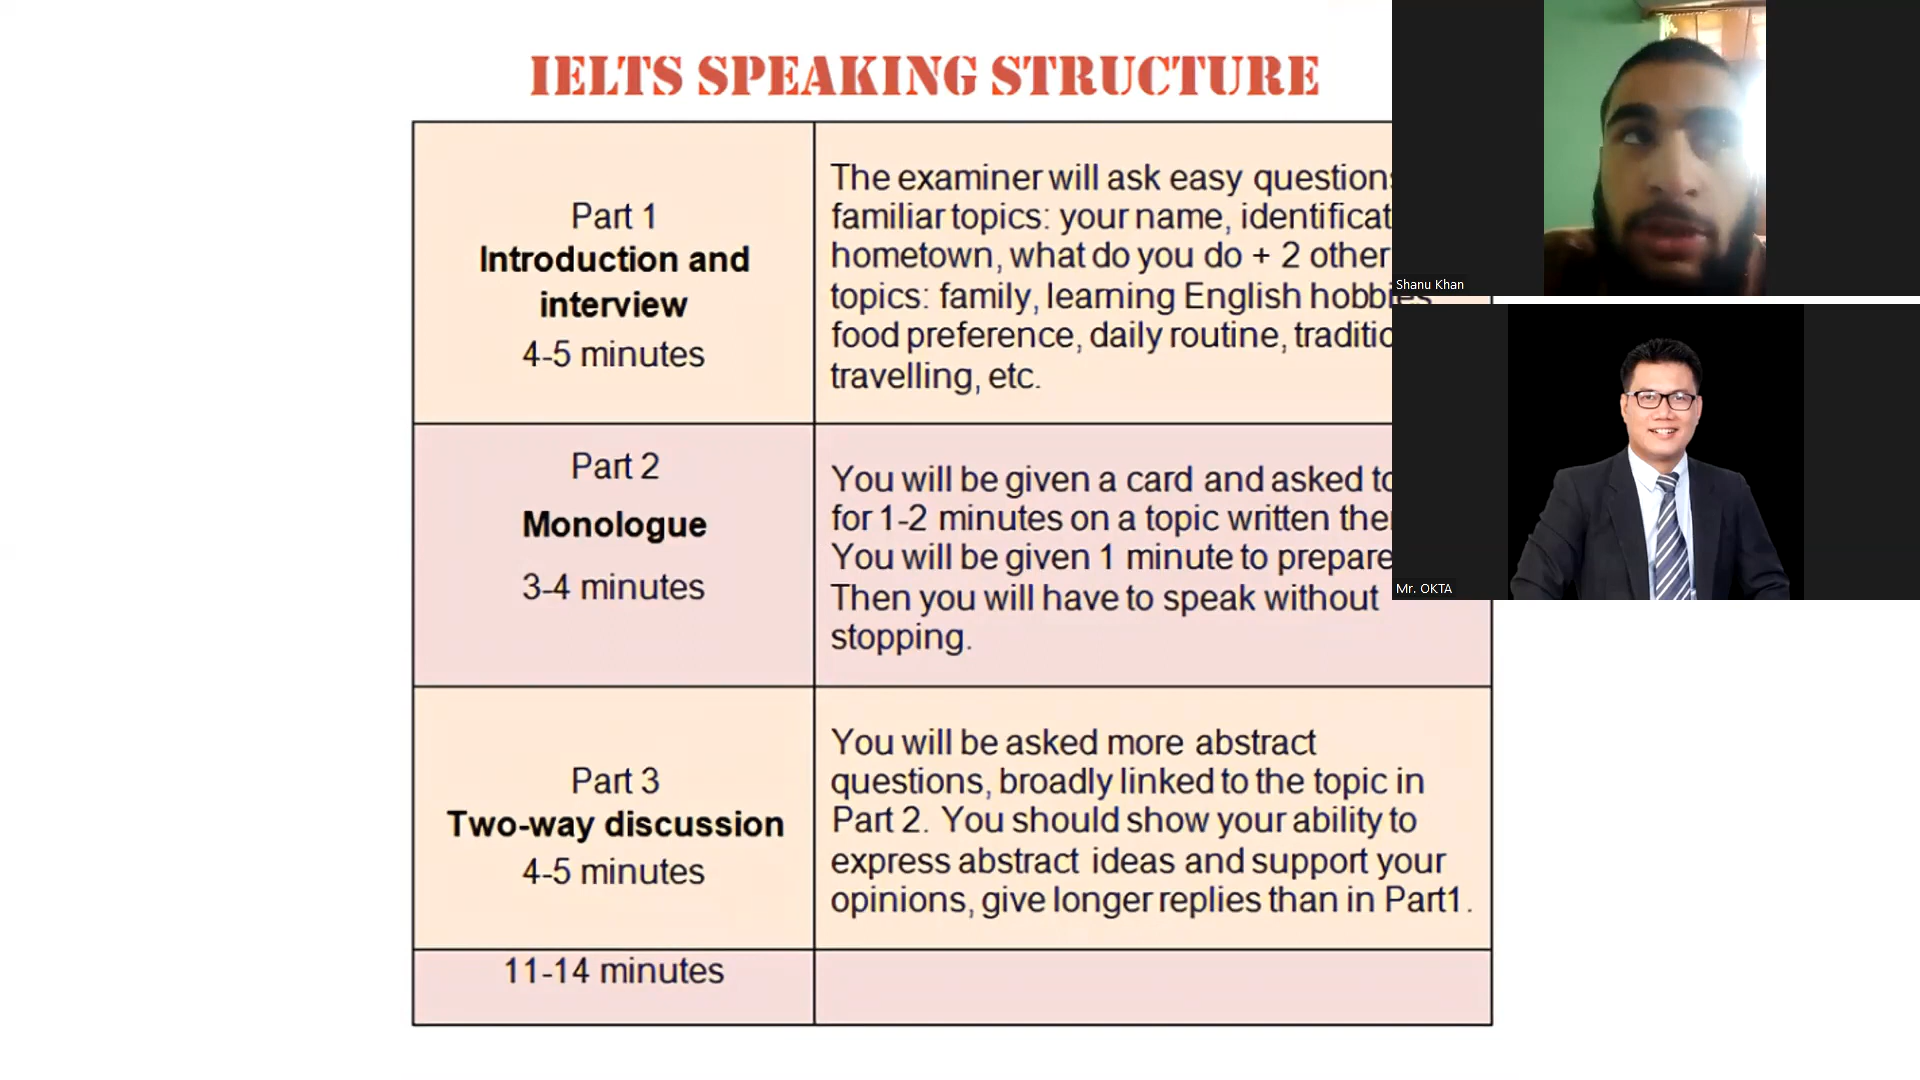 IELTS SPEAKING STRUCTURE
Part 1
Introduction and
interview
4-5 minutes
The examiner will ask easy question
familiar topics: your name, identificat
hometown, what do you do + 2 other
topics: family, learning English hobbies
food preference, daily routine, traditio
travelling, etc.
Part 2
Monologue
3-4 minutes
You will be given a card and asked to
for 1-2 minutes on a topic written
You will be given 1 minute to prepare
Then you will have to speak without
stopping.
Part 3
Two-way discussion
4-5 minutes
You will be asked more abstract
questions, broadly linked to the topic in
Part 2. You should show your ability to
express abstract ideas and support your
opinions, give longer replies than in Part1.
11-14 minutes
Shanu Khan
Mr. OKTA